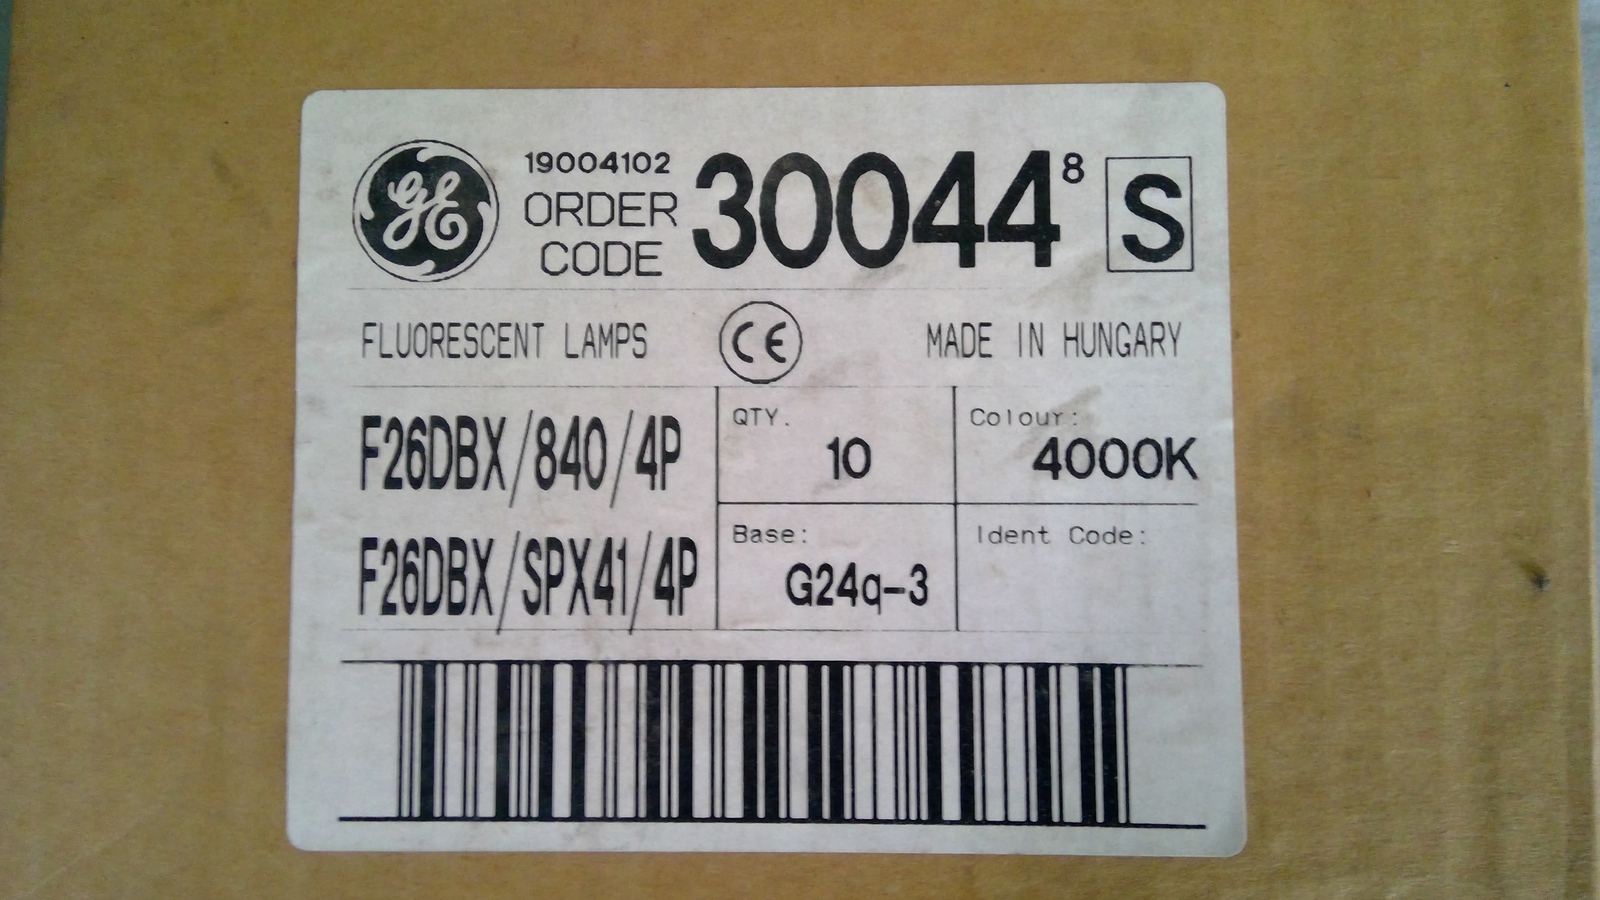 GE
19004102
ORDER CODE 30044 8 S
FLUORESCENT LAMPS CE MADE IN HUNGARY
F26DBX/840/4P
F26DBX/SPX41/4P
QTY.
10
Colour:
4000K
Base:
G24q-3
Ident Code: